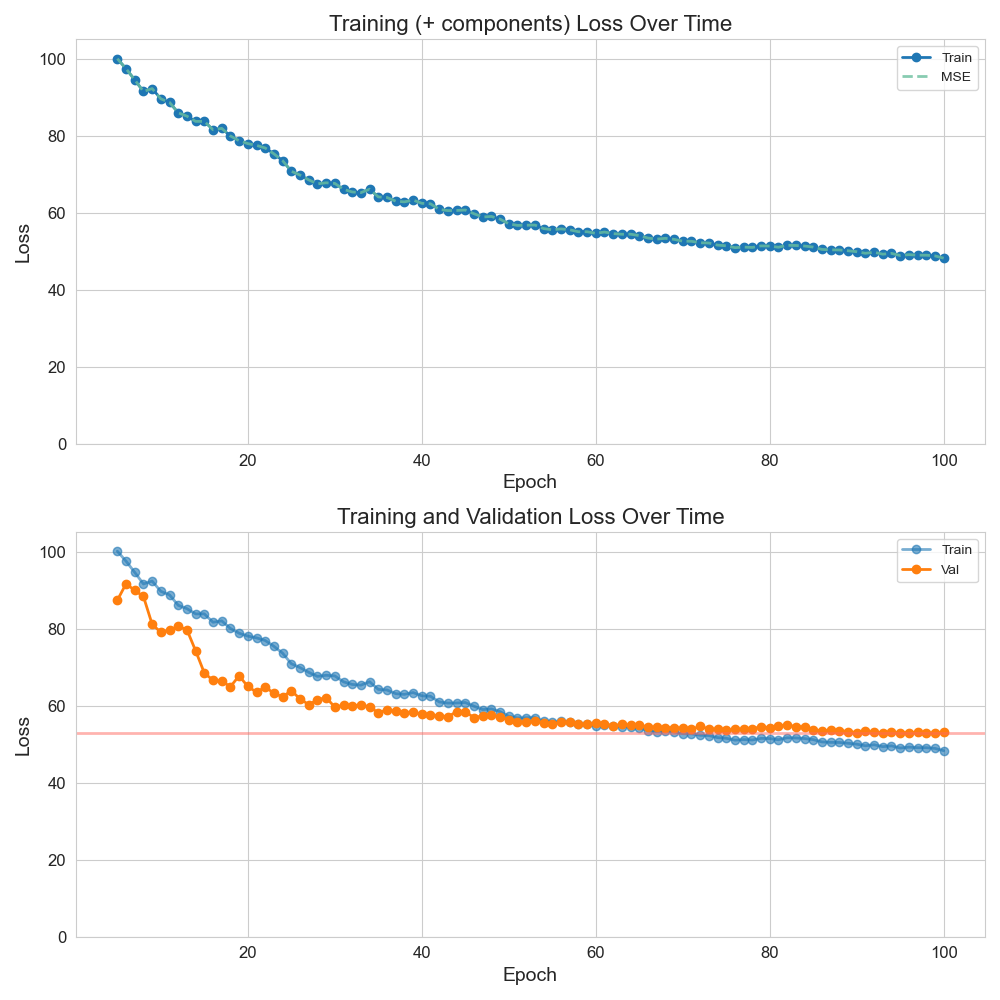 Training (+ components) Loss Over Time
Train
MSE
Loss
100
80
60
40
20
0
20 40 60 80 100
Epoch
Training and Validation Loss Over Time
Train
Val
Loss
100
80
60
40
20
0
20 40 60 80 100
Epoch